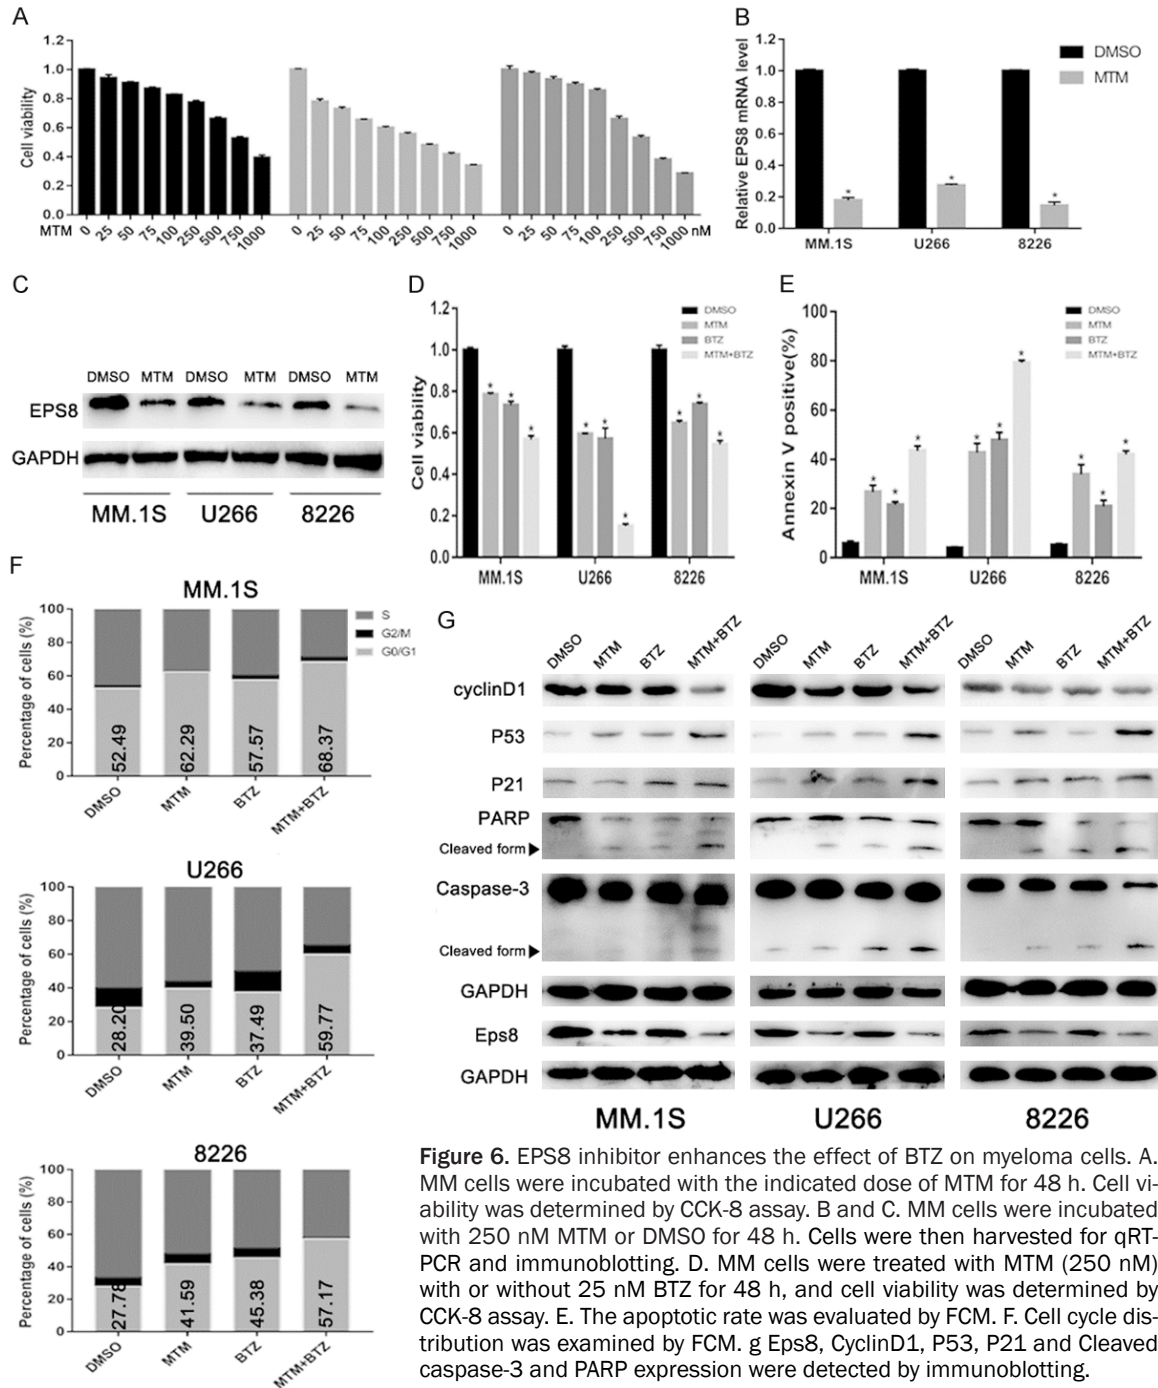 A
1.2
1.0
0.8
0.6
0.4
0.2
0.0
Cell viability
MTM
0 25 50 75 100 250 500 750 1000
0 25 50 75 100 250 500 750 1000
0 25 50 75 100 250 500 750 1000 nM
B
1.2
1.0
0.8
0.6
0.4
0.2
0.0
Relative EPS8 mRNA level
DMSO
MTM
* * *
MM.1S U266 8226
C
DMSO MTM DMSO MTM DMSO MTM
EPS8
GAPDH
MM.1S U266 8226
D
1.2
1.0
0.8
0.6
0.4
0.2
0.0
Cell viability
DMSO
MTM
BTZ
MTM+BTZ
* * * * * * * * *
MM.1S U266 8226
E
100
80
60
40
20
0
Annexin V positive(%)
DMSO
MTM
BTZ
MTM+BTZ
* * * * * * * * *
MM.1S U266 8226
F
MM.1S
100
80
60
40
20
0
Percentage of cells (%)
S
G2/M
G0/G1
52.49 62.29 57.57 68.37
DMSO MTM BTZ MTM+BTZ
U266
100
80
60
40
20
0
Percentage of cells (%)
28.20 39.50 37.49 59.77
DMSO MTM BTZ MTM+BTZ
8226
100
80
60
40
20
0
Percentage of cells (%)
27.78 41.59 45.38 57.17
DMSO MTM BTZ MTM+BTZ
G
DMSO MTM BTZ MTM+BTZ DMSO MTM BTZ MTM+BTZ DMSO MTM BTZ MTM+BTZ
cyclinD1
P53
P21
PARP
Cleaved form
Caspase-3
Cleaved form
GAPDH
Eps8
GAPDH
MM.1S U266 8226
Figure 6. EPS8 inhibitor enhances the effect of BTZ on myeloma cells. A.
MM cells were incubated with the indicated dose of MTM for 48 h. Cell vi-
ability was determined by CCK-8 assay. B and C. MM cells were incubated
with 250 nM MTM or DMSO for 48 h. Cells were then harvested for qRT-
PCR and immunoblotting. D. MM cells were treated with MTM (250 nM)
with or without 25 nM BTZ for 48 h, and cell viability was determined by
CCK-8 assay. E. The apoptotic rate was evaluated by FCM. F. Cell cycle dis-
tribution was examined by FCM. g Eps8, CyclinD1, P53, P21 and Cleaved
caspase-3 and PARP expression were detected by immunoblotting.